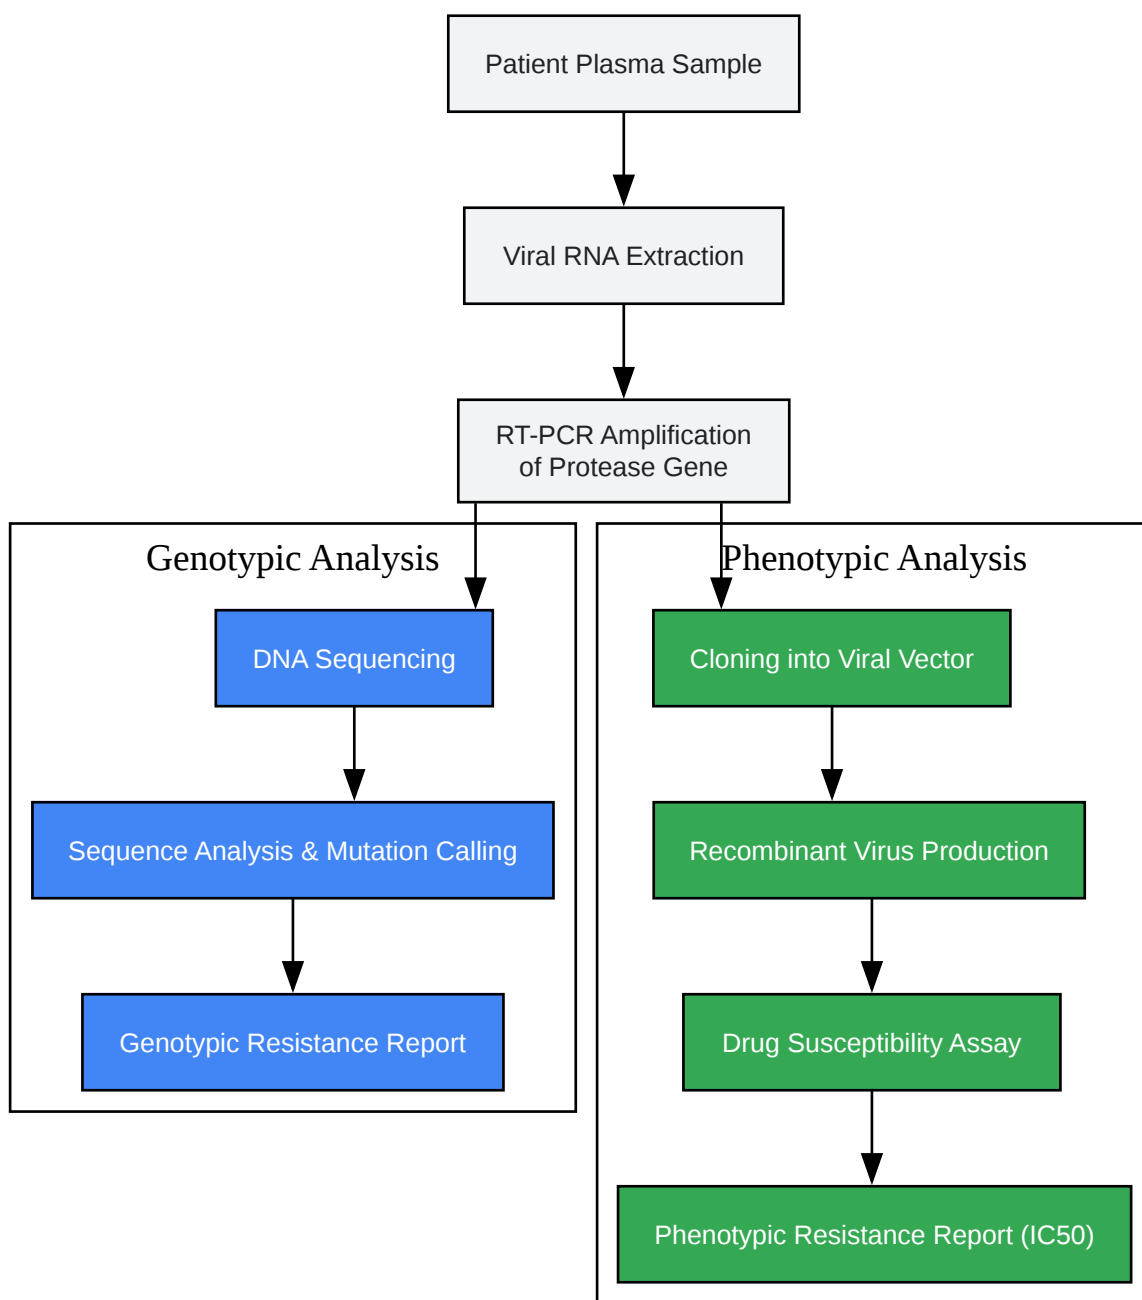 Patient Plasma Sample
Viral RNA Extraction
RT-PCR Amplification
of Protease Gene
Genotypic Analysis
DNA Sequencing
Sequence Analysis & Mutation Calling
Genotypic Resistance Report
Phenotypic Analysis
Cloning into Viral Vector
Recombinant Virus Production
Drug Susceptibility Assay
Phenotypic Resistance Report (IC50)